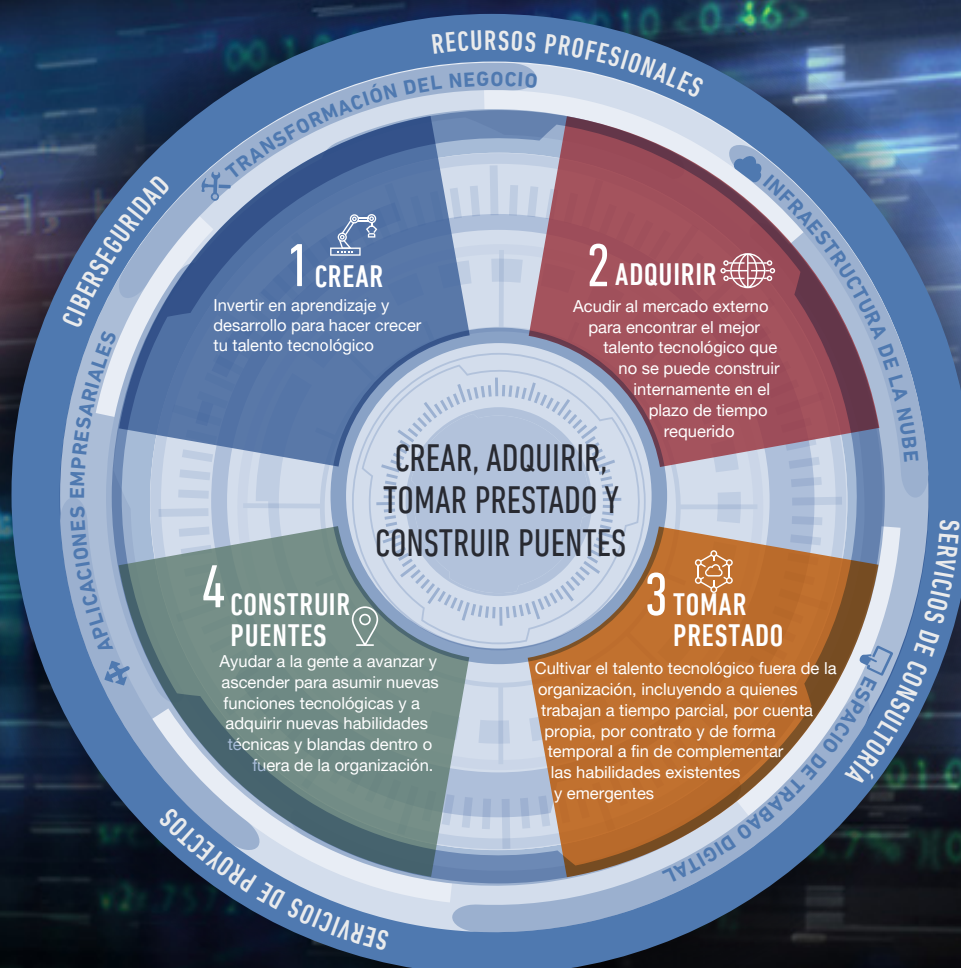 RECURSOS PROFESIONALES
TRANSFORMACIÓN DEL NEGOCIO
INFRAESTRUCTURA DE LA NUBE
CIBERSEGURIDAD
APLICACIONES EMPRESARIALES
1 CREAR
Invertir en aprendizaje y
desarrollo para hacer crecer
tu talento tecnológico
2 ADQUIRIR
Acudir al mercado externo
para encontrar el mejor
talento tecnológico que
no se puede construir
internamente en el
plazo de tiempo
requerido
CREAR, ADQUIRIR,
TOMAR PRESTADO Y
CONSTRUIR PUENTES
3 TOMAR
PRESTADO
Cultivar el talento tecnológico fuera de la
organización, incluyendo a quienes
trabajan a tiempo parcial, por cuenta
propia, por contrato y de forma
temporal a fin de complementar
las habilidades existentes
y emergentes
4 CONSTRUIR
PUENTES
Ayudar a la gente a avanzar y
ascender para asumir nuevas
funciones tecnológicas y a
adquirir nuevas habilidades
técnicas y blandas dentro o
fuera de la organización.
SERVICIOS DE CONSULTORÍA
ESPACIO DE TRABAO DIGITAL
SERVICIOS DE PROYECTOS